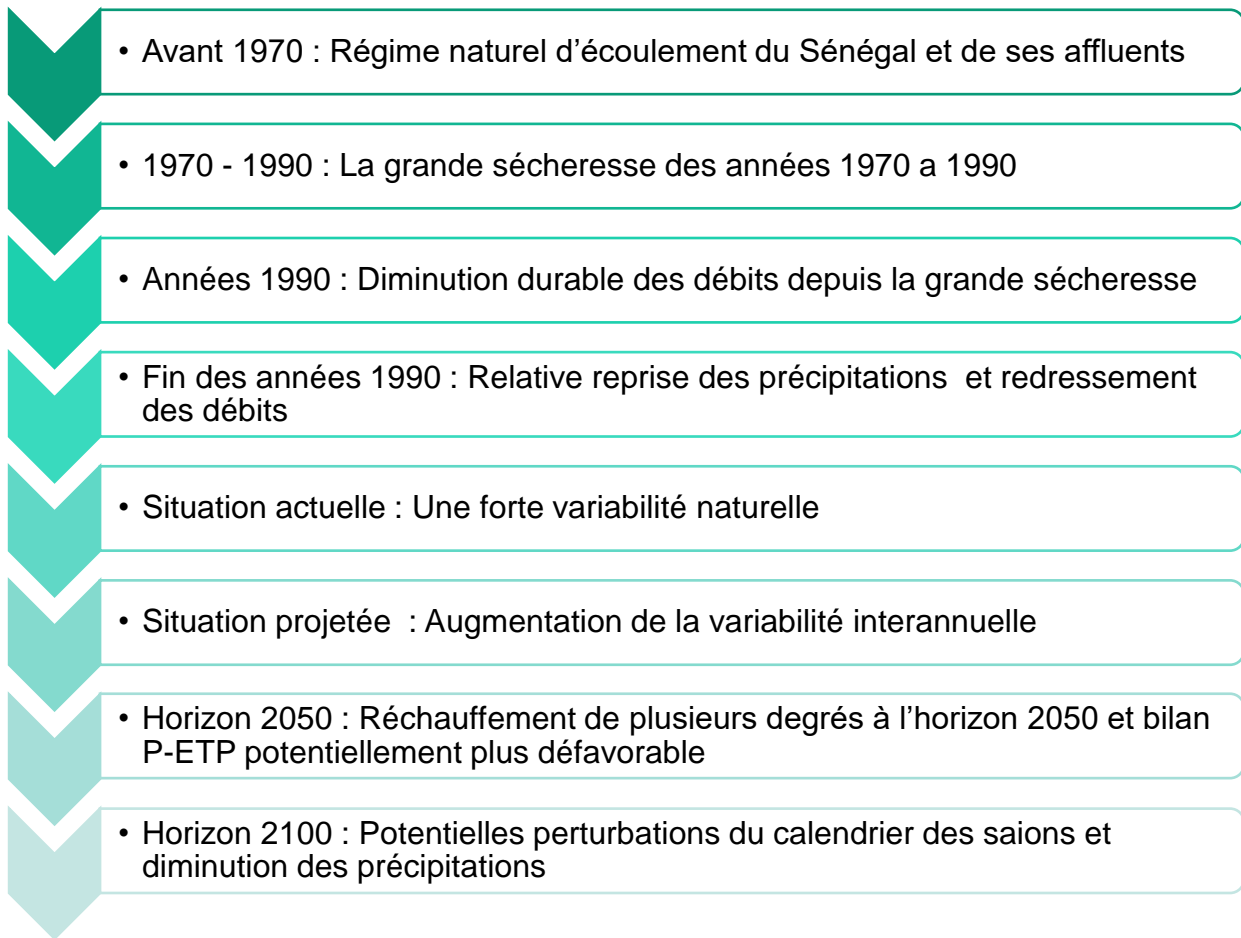 • Avant 1970 : Régime naturel d’écoulement du Sénégal et de ses affluents
• 1970 - 1990 : La grande sécheresse des années 1970 a 1990
• Années 1990 : Diminution durable des débits depuis la grande sécheresse
• Fin des années 1990 : Relative reprise des précipitations et redressement
des débits
• Situation actuelle : Une forte variabilité naturelle
• Situation projetée : Augmentation de la variabilité interannuelle
• Horizon 2050 : Réchauffement de plusieurs degrés à l’horizon 2050 et bilan
P-ETP potentiellement plus défavorable
• Horizon 2100 : Potentielles perturbations du calendrier des saions et
diminution des précipitations